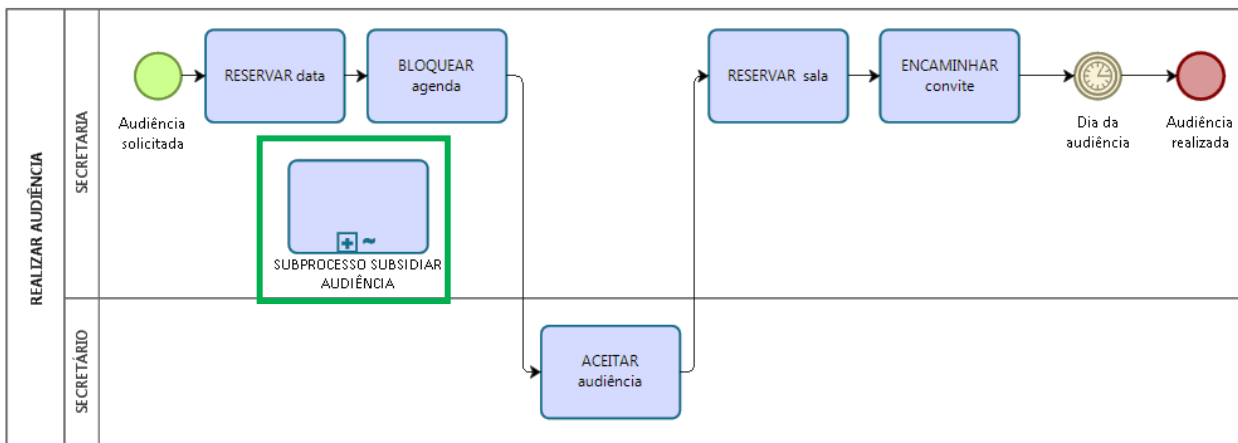 REALIZAR AUDIÊNCIA
SECRETARIA
Audiência
solicitada
RESERVAR data
BLOQUEAR
agenda
SUBPROCESSO SUBSIDIAR
AUDIÊNCIA
RESERVAR sala
ENCAMINHAR
convite
Dia da
audiência
Audiência
realizada
SECRETÁRIO
ACEITAR
audiência